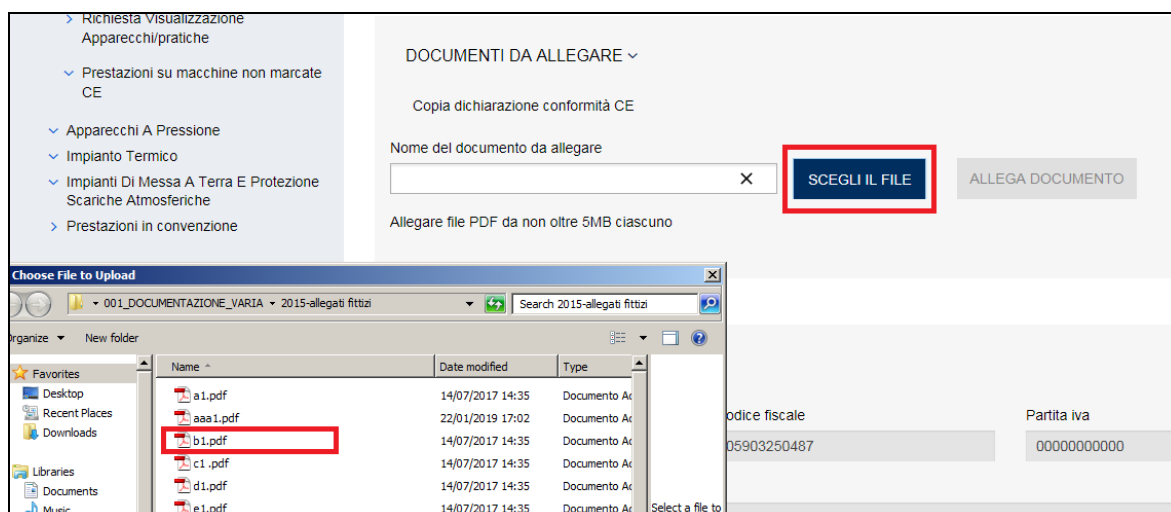 Richiesta Visualizzazione
Apparecchi/pratiche
Prestazioni su macchine non marcate
CE
Apparecchi A Pressione
Impianto Termico
Impianti Di Messa A Terra E Protezione
Scariche Atmosferiche
Prestazioni in convenzione
DOCUMENTI DA ALLEGARE
Copia dichiarazione conformità CE
Nome del documento da allegare
SCEGLI IL FILE
ALLEGA DOCUMENTO
Allegare file PDF da non oltre 5MB ciascuno
Choose File to Upload
001_DOCUMENTAZIONE_VARIA 2015-allegati fittizi
Search 2015-allegati fittizi
Organize New folder
Favorites
Desktop
Recent Places
Downloads
Libraries
Documents
Music
Name Date modified Type
a1.pdf 14/07/2017 14:35 Documento Ac
aaa1.pdf 22/01/2019 17:02 Documento Ac
b1.pdf 14/07/2017 14:35 Documento Ac
c1 .pdf 14/07/2017 14:35 Documento Ac
d1.pdf 14/07/2017 14:35 Documento Ac
e1.pdf 14/07/2017 14:35 Documento Ac
Select a file to
odice fiscale
05903250487
Partita iva
00000000000